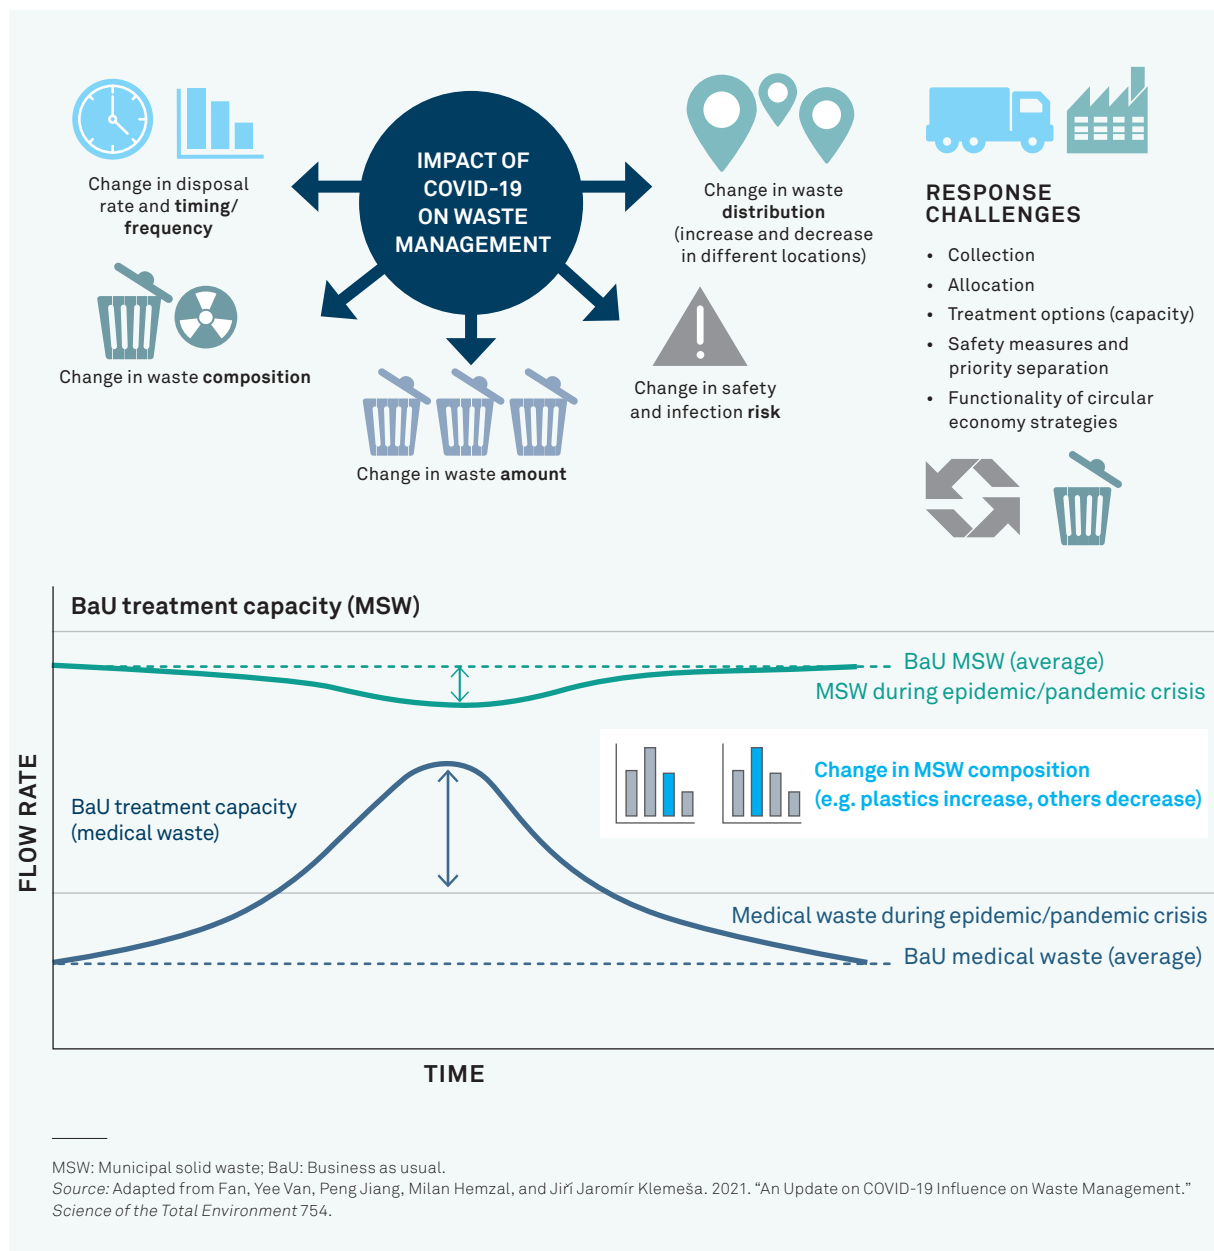 IMPACT OF
COVID-19
ON WASTE
MANAGEMENT
Change in disposal
rate and timing/
frequency
Change in waste composition
Change in waste amount
Change in waste
distribution
(increase and decrease
in different locations)
Change in safety
and infection risk
RESPONSE
CHALLENGES
• Collection
• Allocation
• Treatment options (capacity)
• Safety measures and
priority separation
• Functionality of circular
economy strategies
BaU treatment capacity (MSW)
BaU MSW (average)
MSW during epidemic/pandemic crisis
Change in MSW composition
(e.g. plastics increase, others decrease)
BaU treatment capacity
(medical waste)
FLOW RATE
Medical waste during epidemic/pandemic crisis
BaU medical waste (average)
TIME
MSW: Municipal solid waste; BaU: Business as usual.
Source: Adapted from Fan, Yee Van, Peng Jiang, Milan Hemzal, and Jiří Jaromír Klemeša. 2021. “An Update on COVID-19 Influence on Waste Management.”
Science of the Total Environment 754.